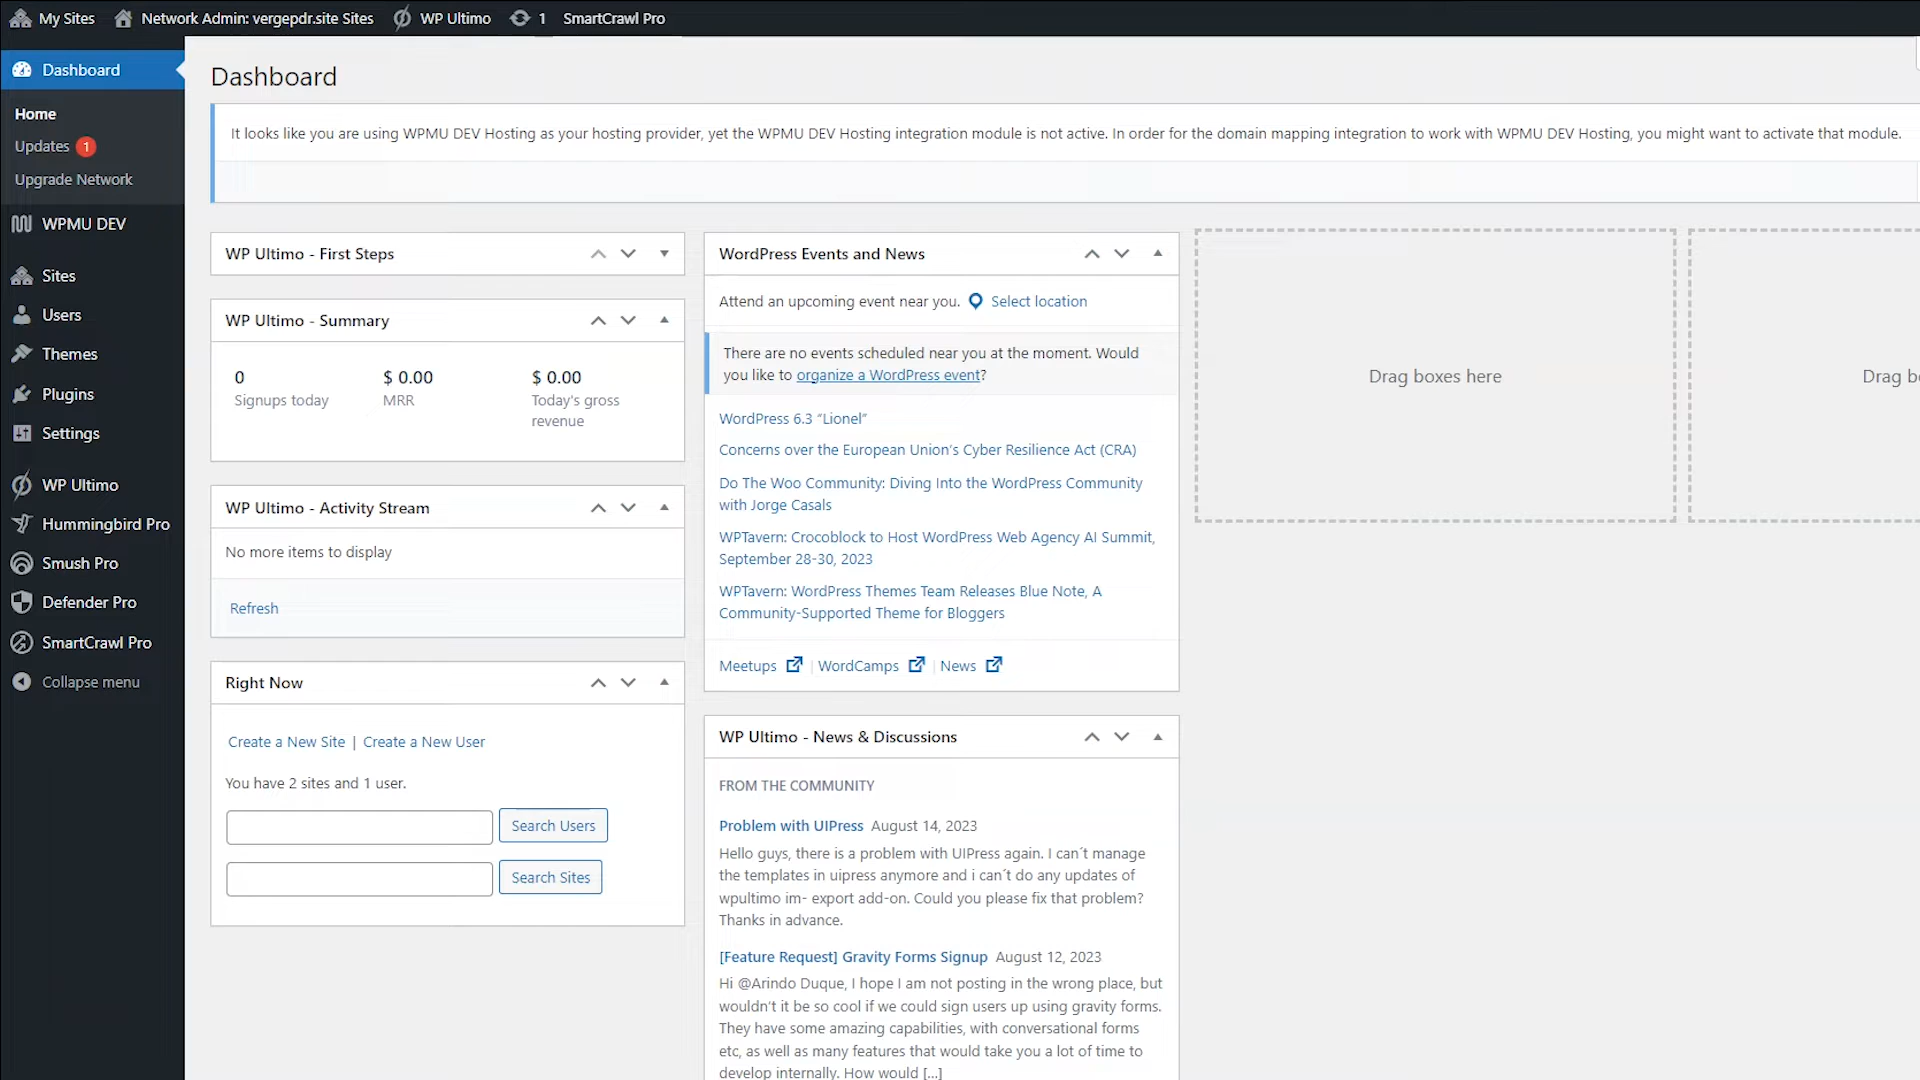 My Sites
Network Admin: vergepdr.site Sites
WP Ultimo
1
SmartCrawl Pro
Dashboard
Home
Updates 1
Upgrade Network
WPMU DEV
Sites
Users
Themes
Plugins
Settings
WP Ultimo
Hummingbird Pro
Smush Pro
Defender Pro
SmartCrawl Pro
Collapse menu
Dashboard
It looks like you are using WPMU DEV Hosting as your hosting provider, yet the WPMU DEV Hosting integration module is not active. In order for the domain mapping integration to work with WPMU DEV Hosting, you might want to activate that module.
WP Ultimo - First Steps
WP Ultimo - Summary
0
Signups today
$ 0.00
MRR
$ 0.00
Today's gross
revenue
WP Ultimo - Activity Stream
No more items to display
Refresh
Right Now
Create a New Site | Create a New User
You have 2 sites and 1 user.
Search Users
Search Sites
WordPress Events and News
Attend an upcoming event near you. Select location
There are no events scheduled near you at the moment. Would
you like to organize a WordPress event?
WordPress 6.3 “Lionel”
Concerns over the European Union’s Cyber Resilience Act (CRA)
Do The Woo Community: Diving Into the WordPress Community
with Jorge Casals
WPTavern: Crocoblock to Host WordPress Web Agency AI Summit,
September 28-30, 2023
WPTavern: WordPress Themes Team Releases Blue Note, A
Community-Supported Theme for Bloggers
Meetups | WordCamps | News
WP Ultimo - News & Discussions
FROM THE COMMUNITY
Problem with UIPress August 14, 2023
Hello guys, there is a problem with UIPress again. I can´t manage
the templates in uipress anymore and i can´t do any updates of
wpultimo im- export add-on. Could you please fix that problem?
Thanks in advance.
[Feature Request] Gravity Forms Signup August 12, 2023
Hi @Arindo Duque, I hope I am not posting in the wrong place, but
wouldn’t it be so cool if we could sign users up using gravity forms.
They have some amazing capabilities, with conversational forms
etc, as well as many features that would take you a lot of time to
develop internally. How would [...]
Drag boxes here
Drag